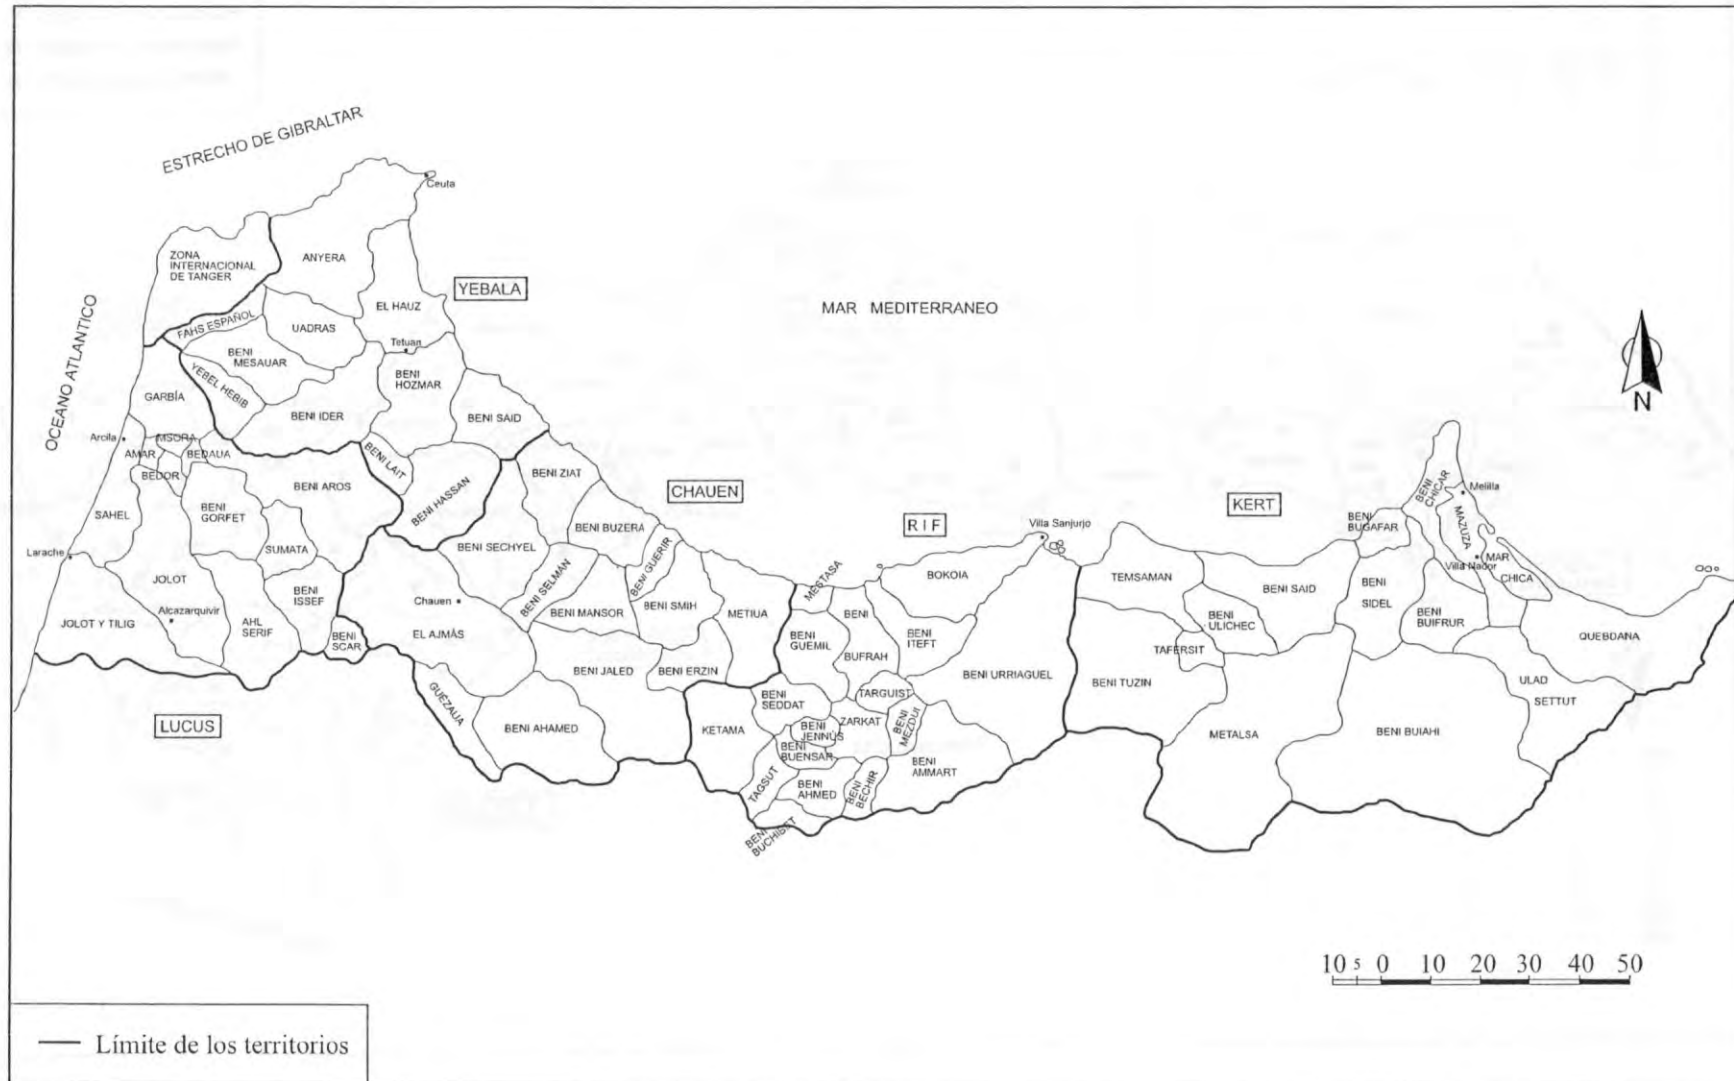 ESTRECHO DE GIBRALTAR
Ceuta
ZONA
INTERNACIONAL
DE TANGER
ANYERA
YEBALA
EL HAUZ
MAR MEDITERRANEO
OCEANO ATLANTICO
FAHS ESPAÑOL
UADRAS
Tetuan
BENI
MESAUAR
YEBEL HEBIB
BENI
HOZMAR
GARBÍA
BENI IDER
BENI SAID
N
Arcila
MSORA
AMAR
BEDAUA
BEDOR
BENI LAIT
BENI HASSAN
BENI AROS
BENI ZIAT
CHAUEN
RIF
KERT
BENI
CHICAR
Melilla
MAZUZA
BENI
BUGAFAR
SAHEL
BENI
GORFET
SUMATA
BENI SECHYEL
BENI BUZERA
BENI GUERIR
Villa Sanjurjo
Larache
JOLOT
BENI
ISSEF
BENI SELMÁN
MESTASA
BOKOIA
TEMSAMAN
BENI SAID
BENI
SIDEL
Villa Nador
MAR
CHICA
Chauen
BENI MANSOR
BENI SMIH
METIUA
Alcazarquivir
JOLOT Y TILIG
AHL
SERIF
BENI
SCAR
EL AJMÁS
BENI
GUEMIL
BENI
BUFRAH
BENI
ITEFT
BENI
ULICHEC
BENI
BUIFRUR
QUEBDANA
TAFERSIT
BENI JALED
BENI ERZIN
BENI URRIAGUEL
BENI TUZIN
ULAD
SETTUT
GUÉZAUA
BENI
SEDDAT
TARGUIST
LUCUS
BENI AHAMED
KETAMA
BENI
JENNÚS
ZARKAT
BENI
MEZDUI
METALSA
BENI BUIAHI
BENI
BUENSAR
TAGSUT
BENI
AHMED
BENI
BECHIR
BENI
AMMART
BENI
BUCHIBET
10 5 0 10 20 30 40 50
Límite de los territorios